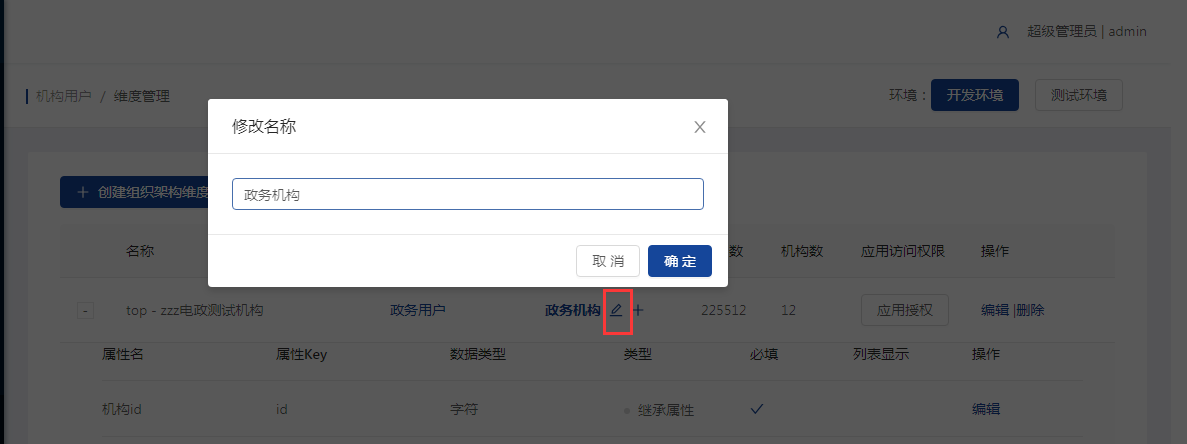 超级管理员 | admin
机构用户 / 维度管理
环境 : 开发环境 测试环境
修改名称
政务机构
取 消 确 定
+ 创建组织架构维度
名称 数 机构数 应用访问权限 操作
- top - zzz电政测试机构 政务用户 政务机构 + 225512 12 应用授权 编辑 |删除
属性名 属性Key 数据类型 类型 必填 列表显示 操作
机构id id 字符 继承属性 编辑